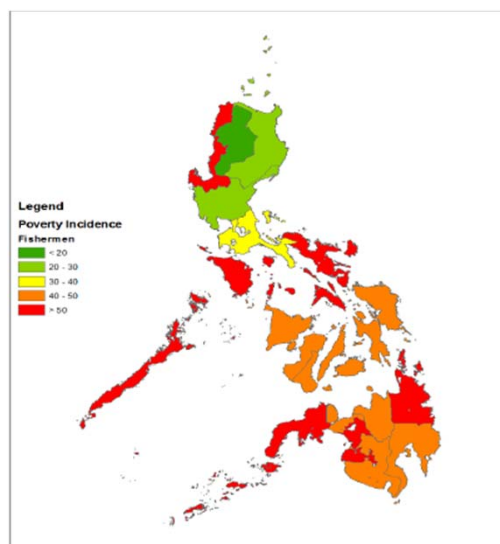 Legend
Poverty Incidence
Fishermen
< 20
20 - 30
30 - 40
40 - 50
> 50